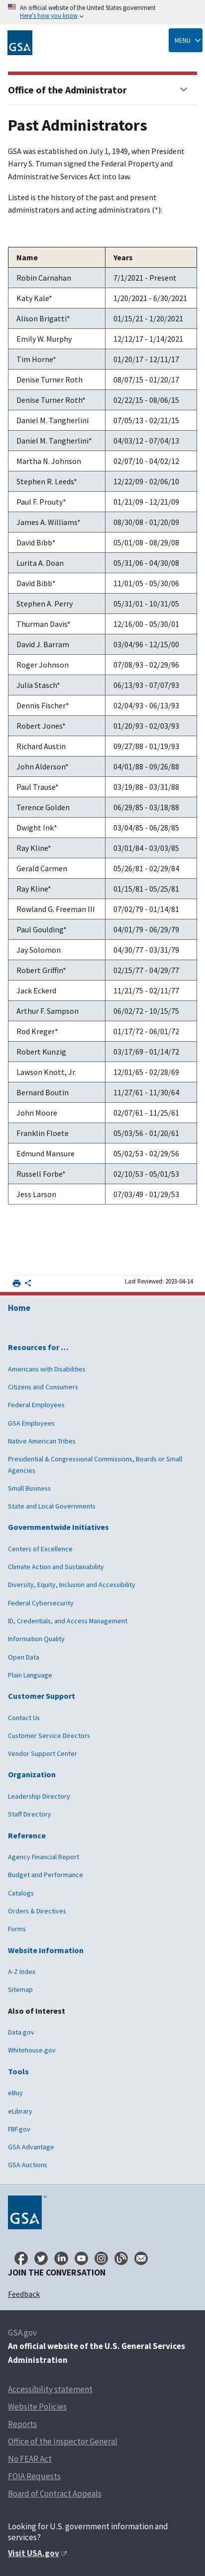 An official website of the United States government
Here's how you know
GSA
MENU
Office of the Administrator
Past Administrators
GSA was established on July 1, 1949, when President
Harry S. Truman signed the Federal Property and
Administrative Services Act into law.
Listed is the history of the past and present
administrators and acting administrators (*):
Name Years
Robin Carnahan 7/1/2021 - Present
Katy Kale* 1/20/2021 - 6/30/2021
Alison Brigatti* 01/15/21 - 1/20/2021
Emily W. Murphy 12/12/17 - 1/14/2021
Tim Horne* 01/20/17 - 12/11/17
Denise Turner Roth 08/07/15 - 01/20/17
Denise Turner Roth* 02/22/15 - 08/06/15
Daniel M. Tangherlini 07/05/13 - 02/21/15
Daniel M. Tangherlini* 04/03/12 - 07/04/13
Martha N. Johnson 02/07/10 - 04/02/12
Stephen R. Leeds* 12/22/09 - 02/06/10
Paul F. Prouty* 01/21/09 - 12/21/09
James A. Williams* 08/30/08 - 01/20/09
David Bibb* 05/01/08 - 08/29/08
Lurita A. Doan 05/31/06 - 04/30/08
David Bibb* 11/01/05 - 05/30/06
Stephen A. Perry 05/31/01 - 10/31/05
Thurman Davis* 12/16/00 - 05/30/01
David J. Barram 03/04/96 - 12/15/00
Roger Johnson 07/08/93 - 02/29/96
Julia Stasch* 06/13/93 - 07/07/93
Dennis Fischer* 02/04/93 - 06/13/93
Robert Jones* 01/20/93 - 02/03/93
Richard Austin 09/27/88 - 01/19/93
John Alderson* 04/01/88 - 09/26/88
Paul Trause* 03/19/88 - 03/31/88
Terence Golden 06/29/85 - 03/18/88
Dwight Ink* 03/04/85 - 06/28/85
Ray Kline* 03/01/84 - 03/03/85
Gerald Carmen 05/26/81 - 02/29/84
Ray Kline* 01/15/81 - 05/25/81
Rowland G. Freeman III 07/02/79 - 01/14/81
Paul Goulding* 04/01/79 - 06/29/79
Jay Solomon 04/30/77 - 03/31/79
Robert Griffin* 02/15/77 - 04/29/77
Jack Eckerd 11/21/75 - 02/11/77
Arthur F. Sampson 06/02/72 - 10/15/75
Rod Kreger* 01/17/72 - 06/01/72
Robert Kunzig 03/17/69 - 01/14/72
Lawson Knott, Jr. 12/01/65 - 02/28/69
Bernard Boutin 11/27/61 - 11/30/64
John Moore 02/07/61 - 11/25/61
Franklin Floete 05/03/56 - 01/20/61
Edmund Mansure 05/02/53 - 02/29/56
Russell Forbe* 02/10/53 - 05/01/53
Jess Larson 07/03/49 - 01/29/53
Last Reviewed: 2023-04-14
Home
Resources for …
Americans with Disabilities
Citizens and Consumers
Federal Employees
GSA Employees
Native American Tribes
Presidential & Congressional Commissions, Boards or Small
Agencies
Small Business
State and Local Governments
Governmentwide Initiatives
Centers of Excellence
Climate Action and Sustainability
Diversity, Equity, Inclusion and Accessibility
Federal Cybersecurity
ID, Credentials, and Access Management
Information Quality
Open Data
Plain Language
Customer Support
Contact Us
Customer Service Directors
Vendor Support Center
Organization
Leadership Directory
Staff Directory
Reference
Agency Financial Report
Budget and Performance
Catalogs
Orders & Directives
Forms
Website Information
A-Z Index
Sitemap
Also of Interest
Data.gov
Whitehouse.gov
Tools
eBuy
eLibrary
FBF.gov
GSA Advantage
GSA Auctions
GSA
JOIN THE CONVERSATION
Feedback
GSA.gov
An official website of the U.S. General Services
Administration
Accessibility statement
Website Policies
Reports
Office of the Inspector General
No FEAR Act
FOIA Requests
Board of Contract Appeals
Looking for U.S. government information and
services?
Visit USA.gov